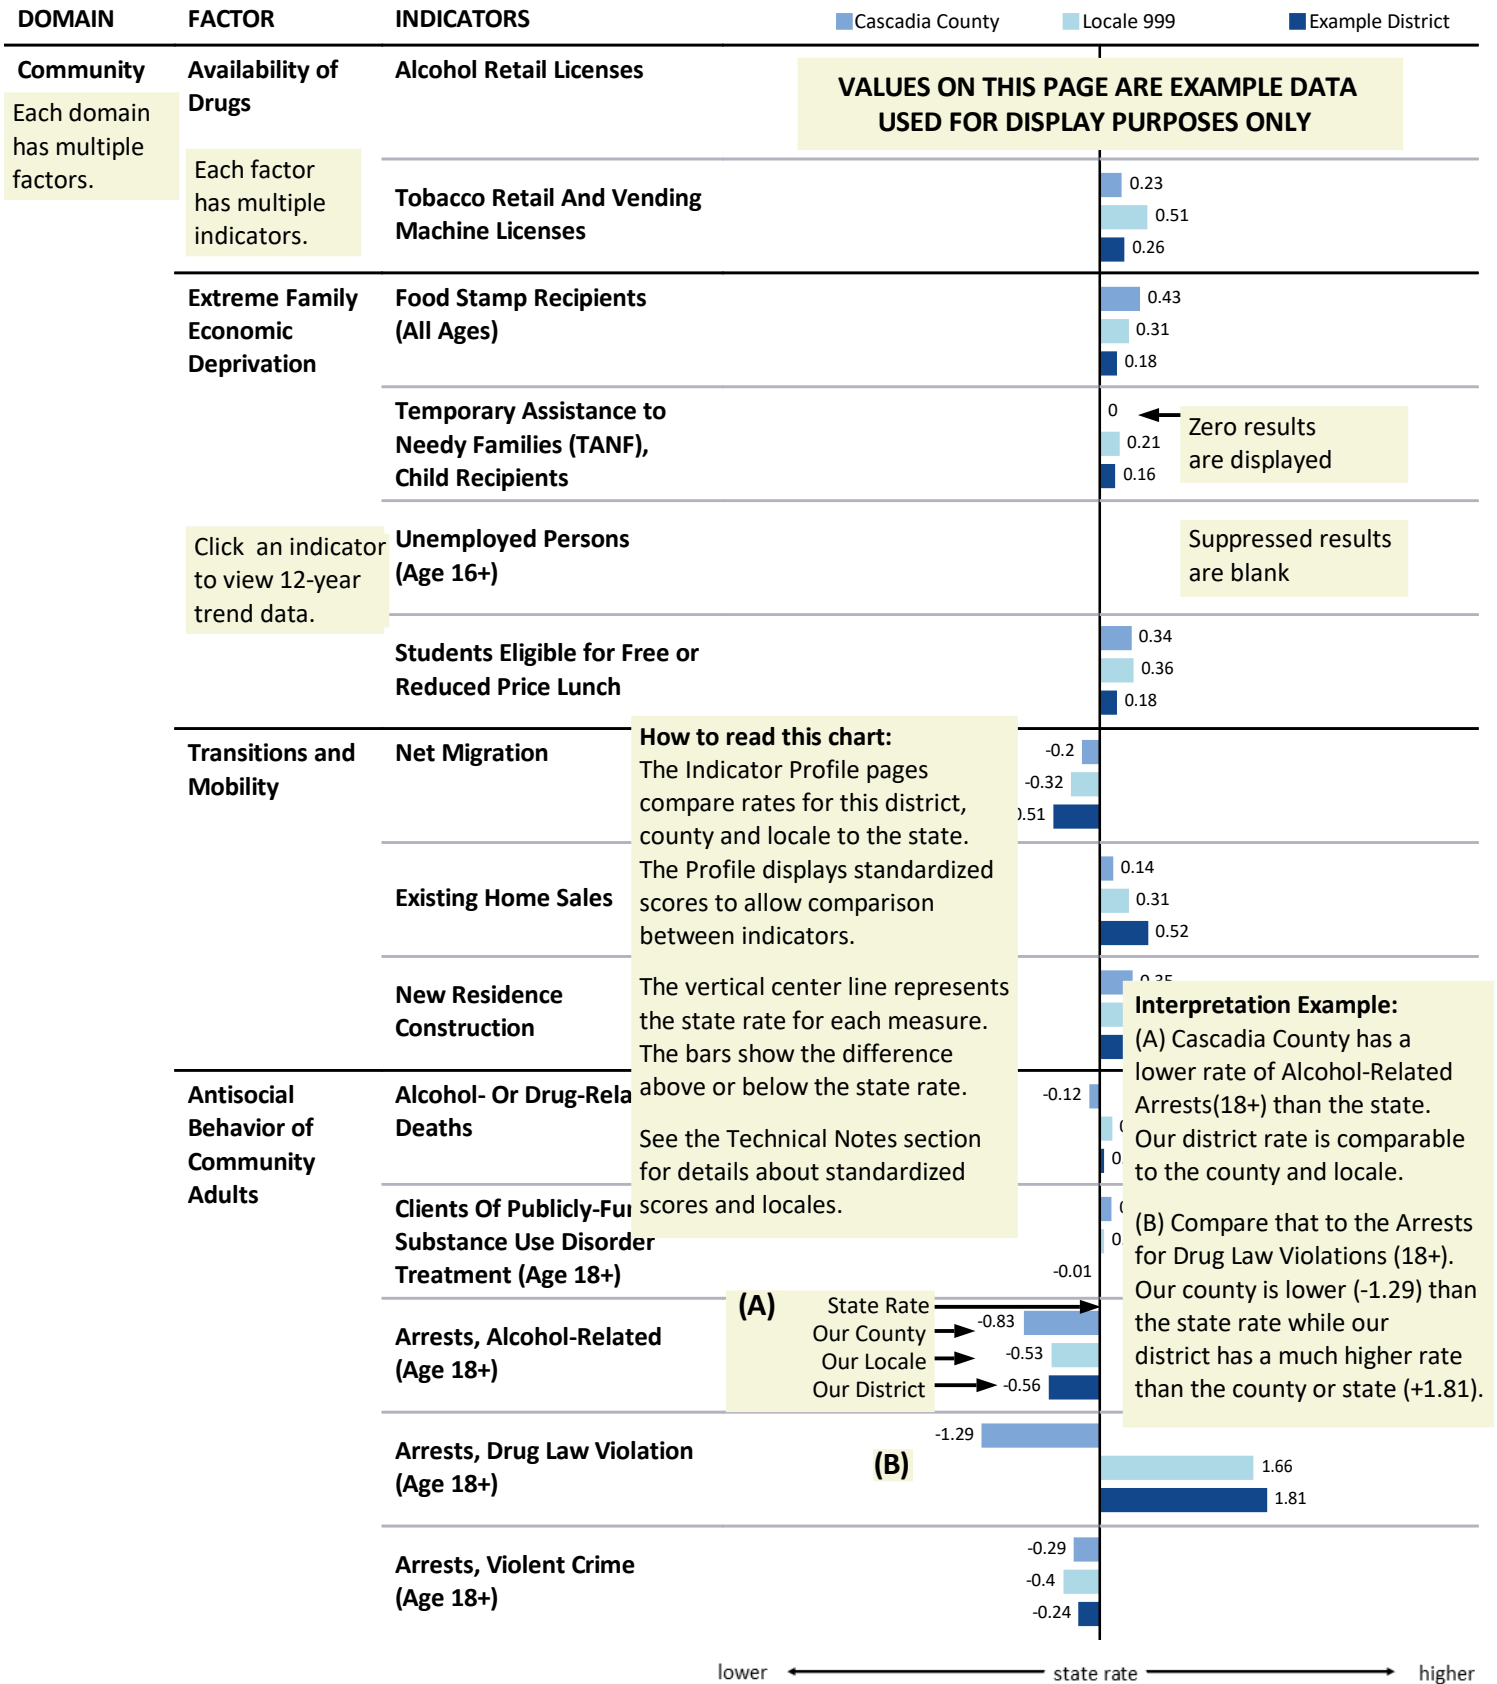 DOMAIN FACTOR INDICATORS Cascadia County Locale 999 Example District
Community
Each domain
has multiple
factors.
Availability of
Drugs
Each factor
has multiple
indicators.
Alcohol Retail Licenses
VALUES ON THIS PAGE ARE EXAMPLE DATA
USED FOR DISPLAY PURPOSES ONLY
Tobacco Retail And Vending
Machine Licenses
0.23
0.51
0.26
Extreme Family
Economic
Deprivation
Food Stamp Recipients
(All Ages)
0.43
0.31
0.18
Temporary Assistance to
Needy Families (TANF),
Child Recipients
0
0.21
0.16
Zero results
are displayed
Click an indicator
to view 12-year
trend data.
Unemployed Persons
(Age 16+)
Suppressed results
are blank
Students Eligible for Free or
Reduced Price Lunch
0.34
0.36
0.18
Transitions and
Mobility
Net Migration
-0.2
-0.32
.51
How to read this chart:
The Indicator Profile pages
compare rates for this district,
county and locale to the state.
The Profile displays standardized
scores to allow comparison
between indicators.
The vertical center line represents
the state rate for each measure.
The bars show the difference
above or below the state rate.
See the Technical Notes section
for details about standardized
scores and locales.
Existing Home Sales
0.14
0.31
0.52
New Residence
Construction
Interpretation Example:
(A) Cascadia County has a
lower rate of Alcohol-Related
Arrests(18+) than the state.
Our district rate is comparable
to the county and locale.
(B) Compare that to the Arrests
for Drug Law Violations (18+).
Our county is lower (-1.29) than
the state rate while our
district has a much higher rate
than the county or state (+1.81).
Antisocial
Behavior of
Community
Adults
Alcohol- Or Drug-Rela
Deaths
-0.12
0.
Clients Of Publicly-Fu
Substance Use Disorder
Treatment (Age 18+)
0.
-0.01
Arrests, Alcohol-Related
(Age 18+)
(A)
State Rate
Our County
Our Locale
Our District
-0.83
-0.53
-0.56
Arrests, Drug Law Violation
(Age 18+)
(B)
-1.29
1.66
1.81
Arrests, Violent Crime
(Age 18+)
-0.29
-0.4
-0.24
lower state rate higher